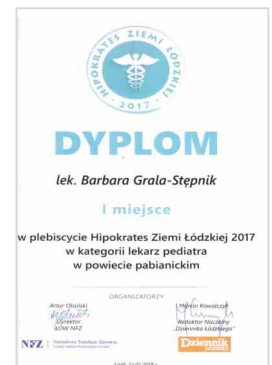 HIPOKRATES ZIEMI ŁÓDZKIEJ
• 2017 •
DYPLOM
lek. Barbara Grala-Stępnik
I miejsce
w plebiscycie Hipokrates Ziemi Łódzkiej 2017
w kategorii lekarz pediatra
w powiecie pabianickim
ORGANIZATORZY
Artur Olsiński
Dyrektor
ŁOW NFZ
Marcin Kowalczyk
Redaktor Naczelny
„Dziennika Łódzkiego”
NFZ Narodowy Fundusz Zdrowia
Dziennik
ŁÓDZKI